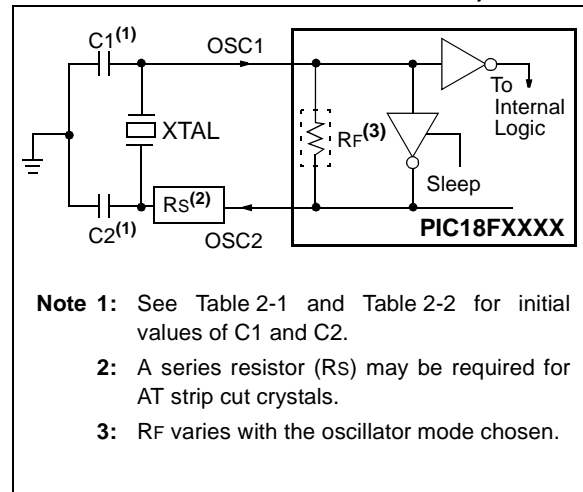 C1(1)
OSC1
To
Internal
Logic
XTAL
RF(3)
Sleep
RS(2)
C2(1)
OSC2
PIC18FXXXX
Note 1: See Table 2-1 and Table 2-2 for initial
values of C1 and C2.
2: A series resistor (RS) may be required for
AT strip cut crystals.
3: RF varies with the oscillator mode chosen.